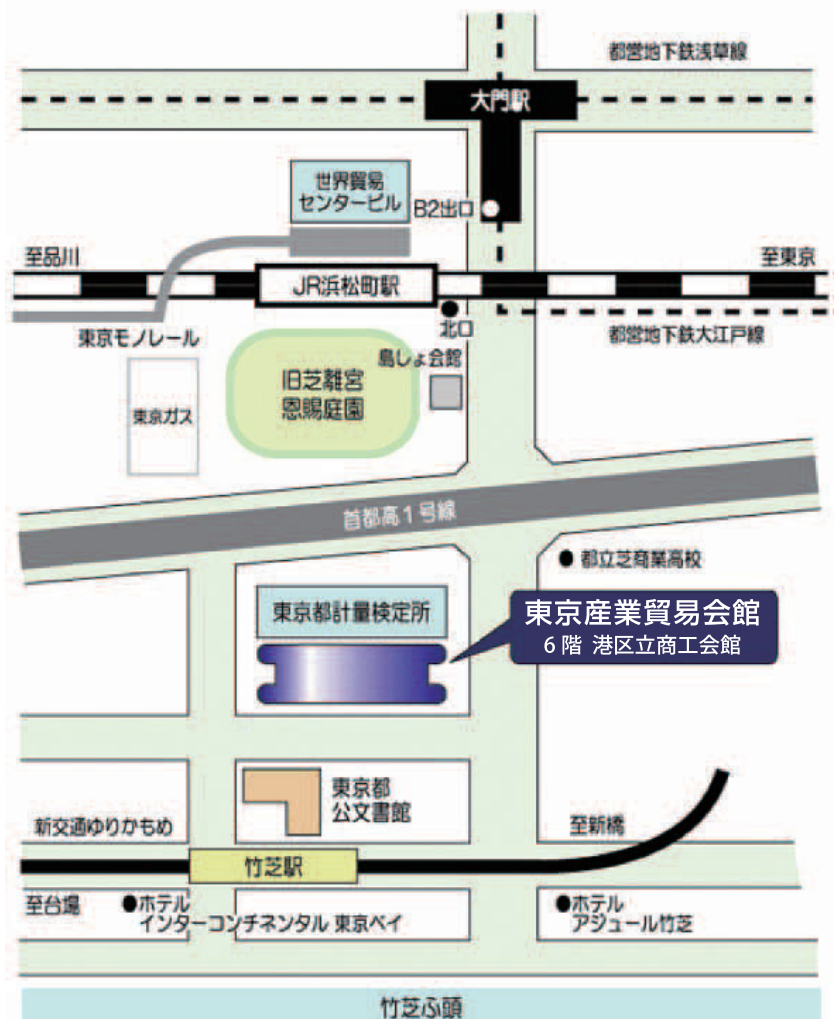 都営地下鉄浅草線
大門駅
世界貿易
センタービル
B2出口
至品川
至東京
JR浜松町駅
北口
東京モノレール
都営地下鉄大江戸線
島しょ会館
旧芝離宮
恩賜庭園
東京ガス
首都高1号線
都立芝商業高校
東京都計量検定所
東京産業貿易会館
6階 港区立商工会館
東京都
公文書館
新交通ゆりかもめ
至新橋
竹芝駅
至台場
ホテル
インターコンチネンタル 東京ベイ
ホテル
アジュール竹芝
竹芝ふ頭